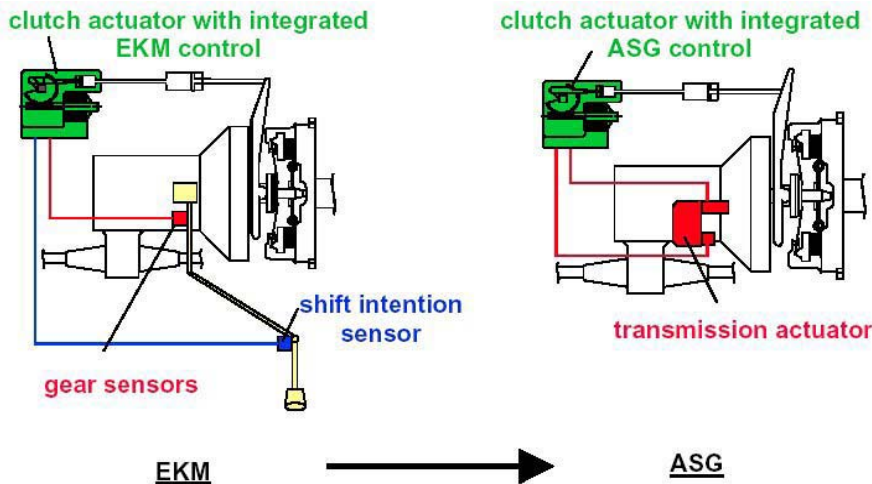 clutch actuator with integrated
EKM control
clutch actuator with integrated
ASG control
shift intention
sensor
gear sensors
transmission actuator
EKM
ASG